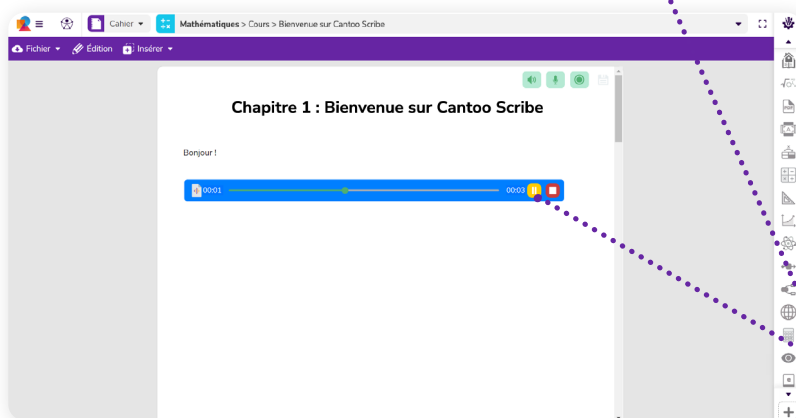 Cahier
Mathématiques > Cours > Bienvenue sur Cantoo Scribe
Fichier
Édition
Insérer
Chapitre 1 : Bienvenue sur Cantoo Scribe
Bonjour !
00:01
00:03
PDF